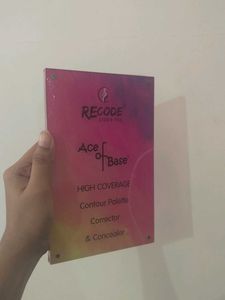 RECODE
Ace
of
Base
HIGH COVERAGE
Contour Palette
Corrector
& Concealer